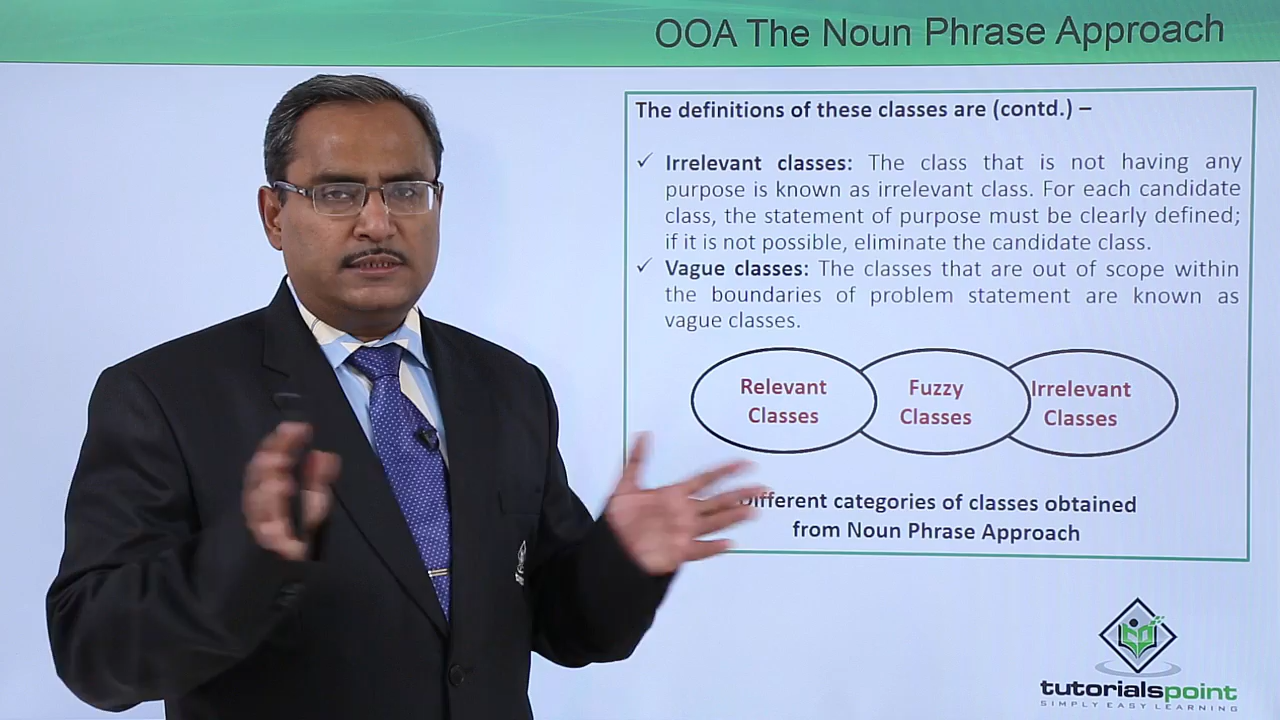 OOA The Noun Phrase Approach
The definitions of these classes are (contd.) –
✓ Irrelevant classes: The class that is not having any
purpose is known as irrelevant class. For each candidate
class, the statement of purpose must be clearly defined;
if it is not possible, eliminate the candidate class.
✓ Vague classes: The classes that are out of scope within
the boundaries of problem statement are known as
vague classes.
Relevant
Classes
Fuzzy
Classes
Irrelevant
Classes
Different categories of classes obtained
from Noun Phrase Approach
tutorialspoint
SIMPLY EASY LEARNING